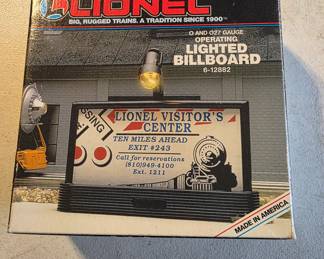 LIONEL
BIG, RUGGED TRAINS. A TRADITION SINCE 1900™
O AND O27 GAUGE
OPERATING
LIGHTED
BILLBOARD
6-12882
SSING
LIONEL VISITOR'S
CENTER
TEN MILES AHEAD
EXIT #243
Call for reservations
(810)949-4100
Ext. 1211
MADE IN AMERICA